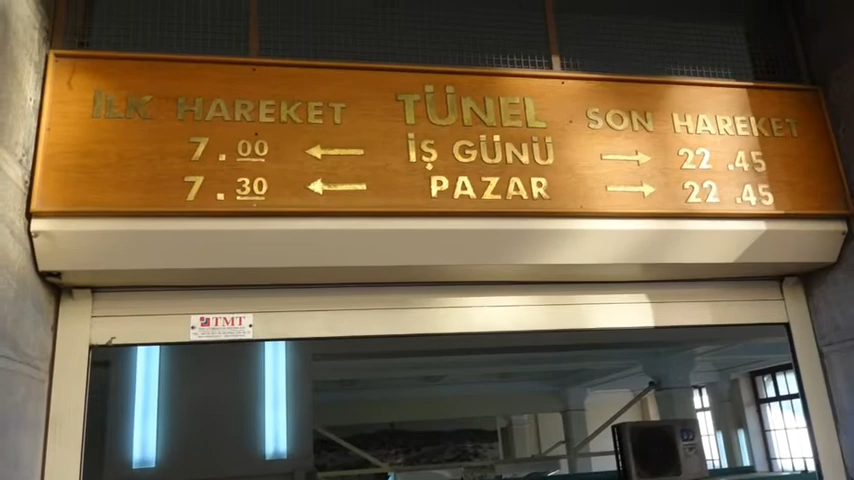 İLK HAREKET TÜNEL SON HAREKET
7.00 ← İŞ GÜNÜ → 22.45
7.30 ← PAZAR → 22.45
TMT